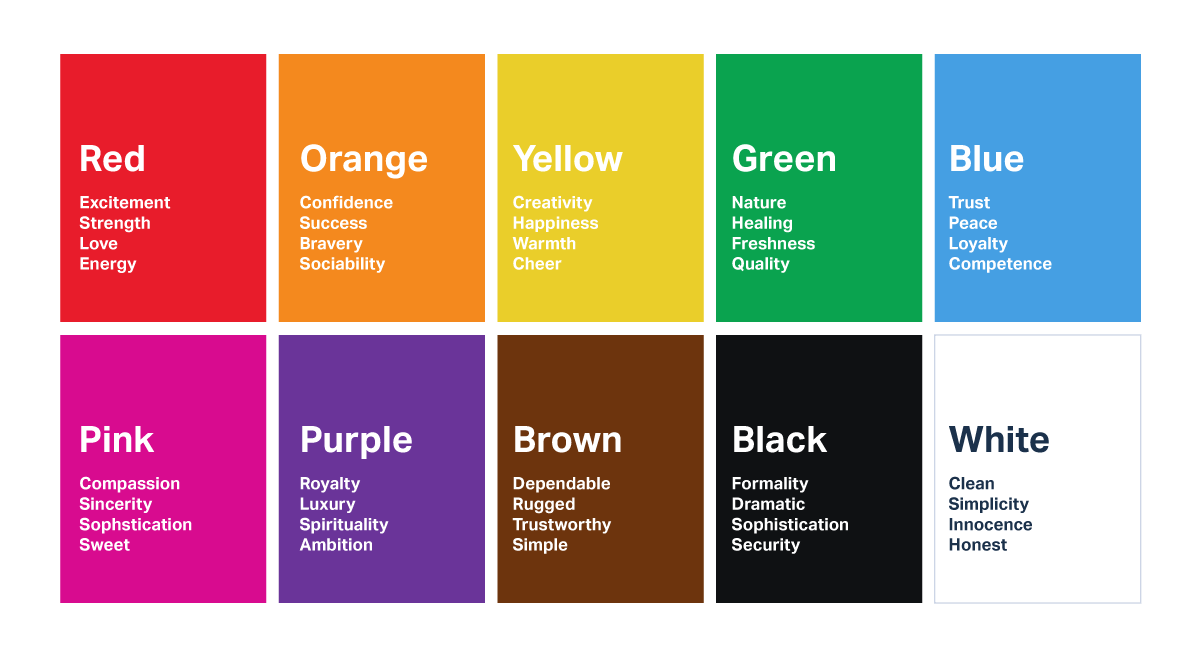 Red
Excitement
Strength
Love
Energy
Orange
Confidence
Success
Bravery
Sociability
Yellow
Creativity
Happiness
Warmth
Cheer
Green
Nature
Healing
Freshness
Quality
Blue
Trust
Peace
Loyalty
Competence
Pink
Compassion
Sincerity
Sophstication
Sweet
Purple
Royalty
Luxury
Spirituality
Ambition
Brown
Dependable
Rugged
Trustworthy
Simple
Black
Formality
Dramatic
Sophistication
Security
White
Clean
Simplicity
Innocence
Honest